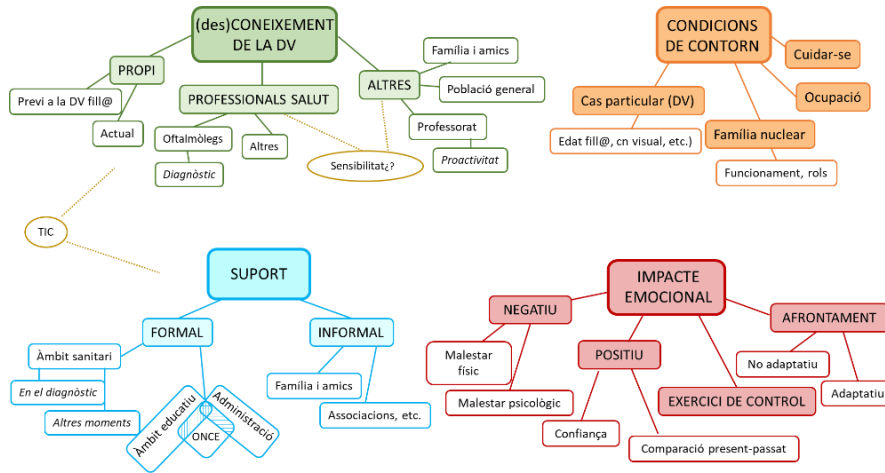 (des)CONEIXEMENT
DE LA DV
PROPI
Previ a la DV fill@
Actual
PROFESSIONALS SALUT
Oftalmòlegs
Diagnòstic
Altres
ALTRES
Família i amics
Població general
Professorat
Proactivitat
Sensibilitat¿?
TIC
CONDICIONS
DE CONTORN
Cuidar-se
Ocupació
Cas particular (DV)
Edat fill@, cn visual, etc.)
Família nuclear
Funcionament, rols
SUPORT
FORMAL
Àmbit sanitari
En el diagnòstic
Altres moments
Àmbit educatiu
ONCE
Administració
INFORMAL
Família i amics
Associacions, etc.
IMPACTE
EMOCIONAL
NEGATIU
Malestar
físic
Malestar psicològic
POSITIU
Confiança
Comparació present-passat
EXERCICI DE CONTROL
AFRONTAMENT
No adaptatiu
Adaptatiu